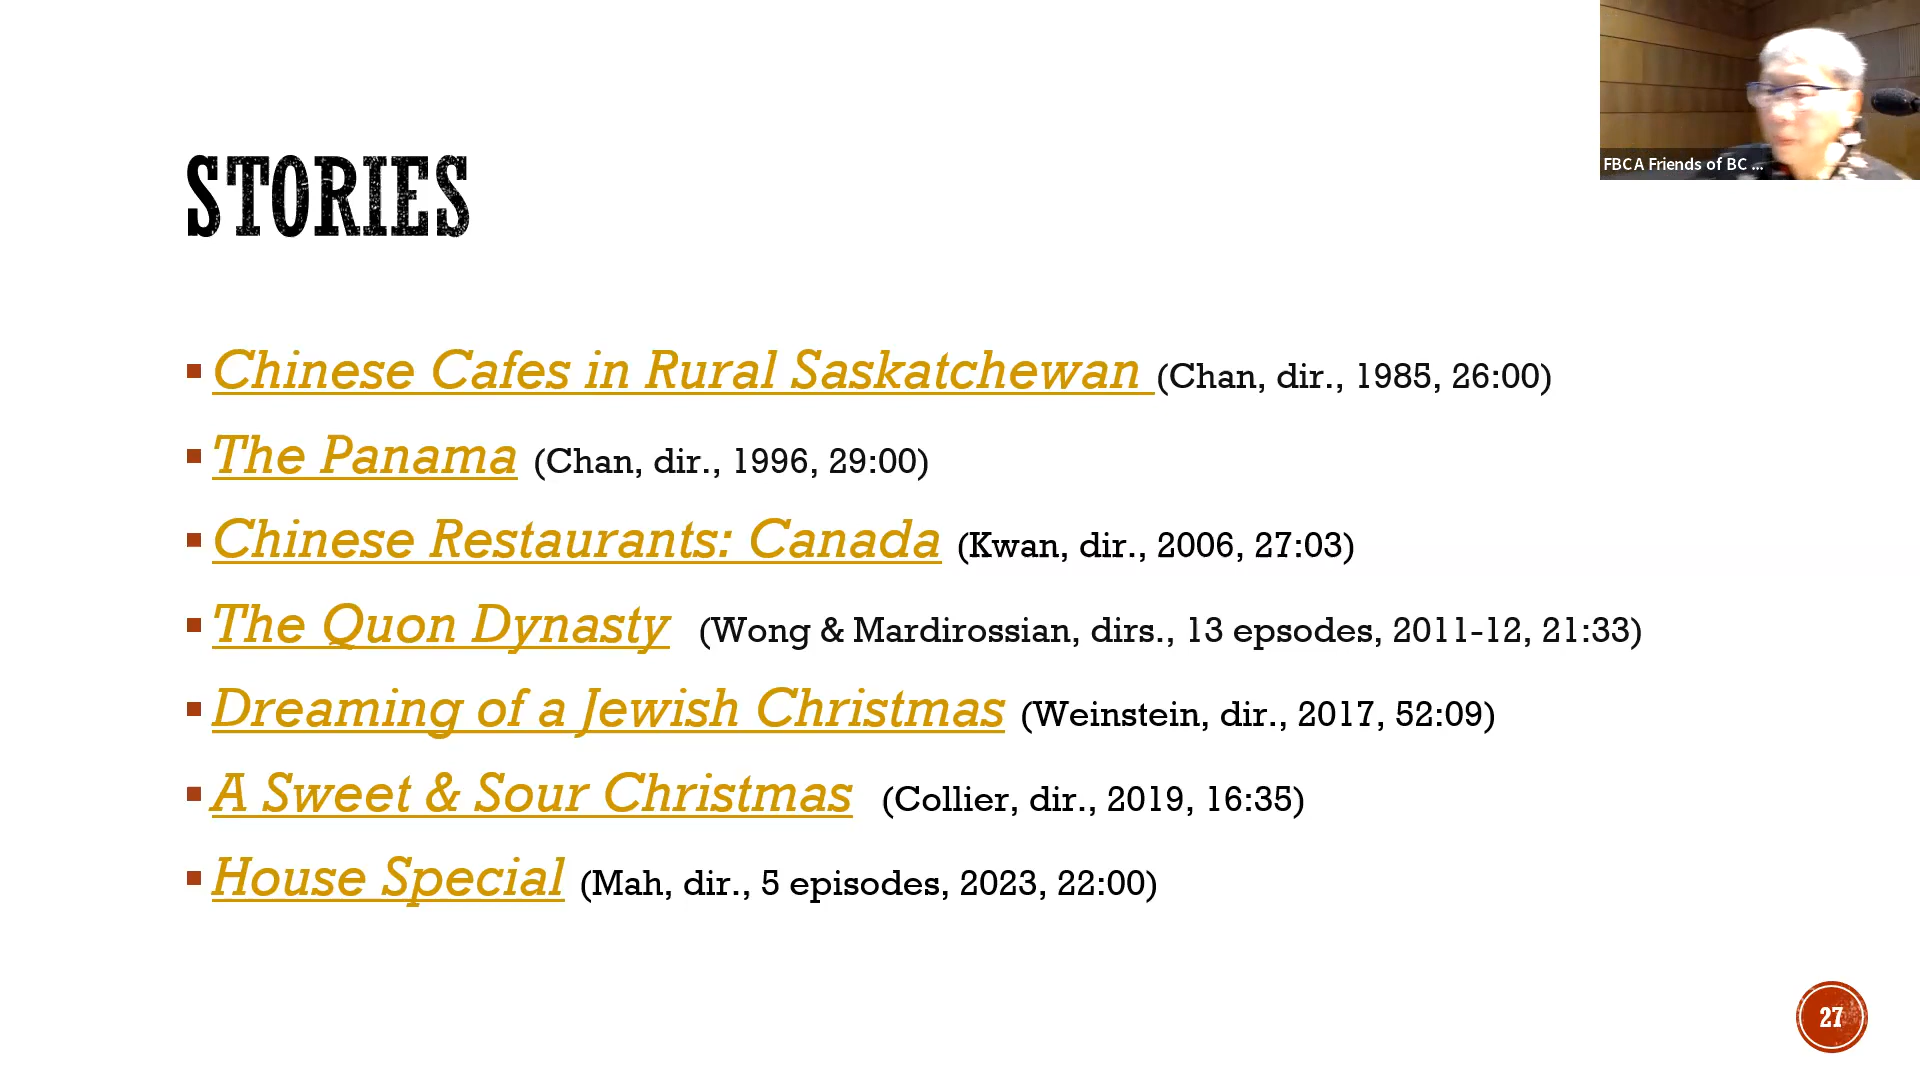 FBCA Friends of BC ...
STORIES
Chinese Cafes in Rural Saskatchewan (Chan, dir., 1985, 26:00)
The Panama (Chan, dir., 1996, 29:00)
Chinese Restaurants: Canada (Kwan, dir., 2006, 27:03)
The Quon Dynasty (Wong & Mardirossian, dirs., 13 epsodes, 2011-12, 21:33)
Dreaming of a Jewish Christmas (Weinstein, dir., 2017, 52:09)
A Sweet & Sour Christmas (Collier, dir., 2019, 16:35)
House Special (Mah, dir., 5 episodes, 2023, 22:00)
27